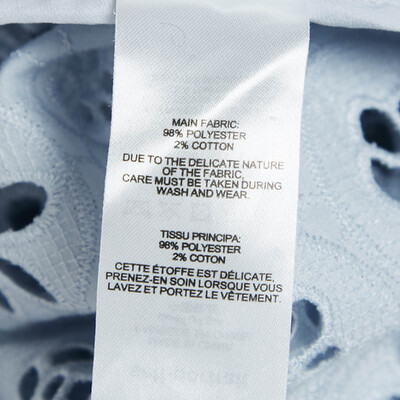 MAIN FABRIC:
98% POLYESTER
2% COTTON
DUE TO THE DELICATE NATURE
OF THE FABRIC,
CARE MUST BE TAKEN DURING
WASH AND WEAR.
TISSU PRINCIPA:
98% POLYESTER
2% COTTON
CETTE ÉTOFFE EST DÉLICATE,
PRENEZ-EN SOIN LORSQUE VOUS
LAVEZ ET PORTEZ LE VÊTEMENT.